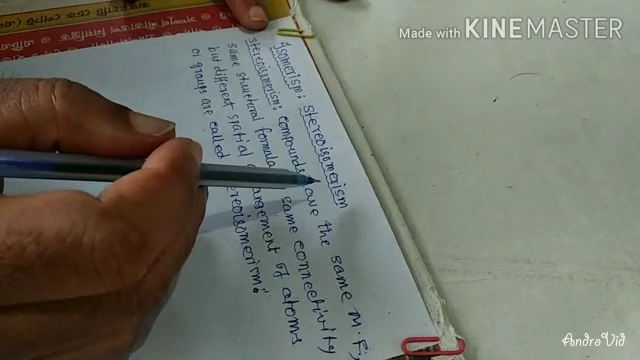 Made with KINEMASTER
Isomerism: stereoisomerism
stereoisomerism: compounds have the same M.F,
same structural formula same connectivity
but different spatial arrangement of atoms
or groups are called stereoisomerism.
AndroVid